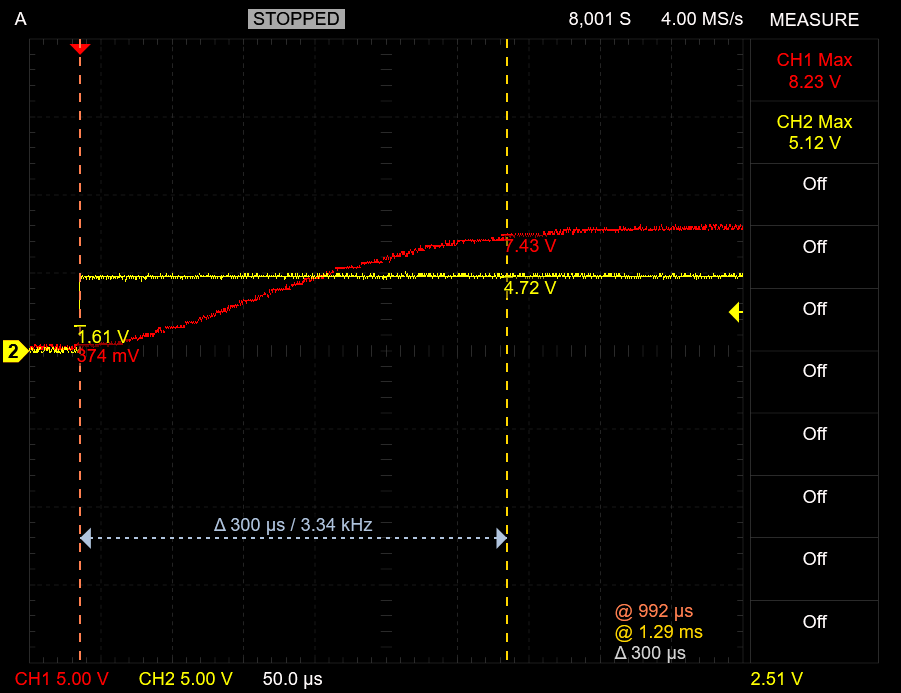 A STOPPED 8,001 S 4.00 MS/s MEASURE
CH1 Max
8.23 V
CH2 Max
5.12 V
Off
Off
7.43 V
4.72 V
Off
1.61 V
2
374 mV
Off
Off
Off
Δ 300 µs / 3.34 kHz
Off
@ 992 µs
@ 1.29 ms
Δ 300 µs
Off
CH1 5.00 V CH2 5.00 V 50.0 µs 2.51 V